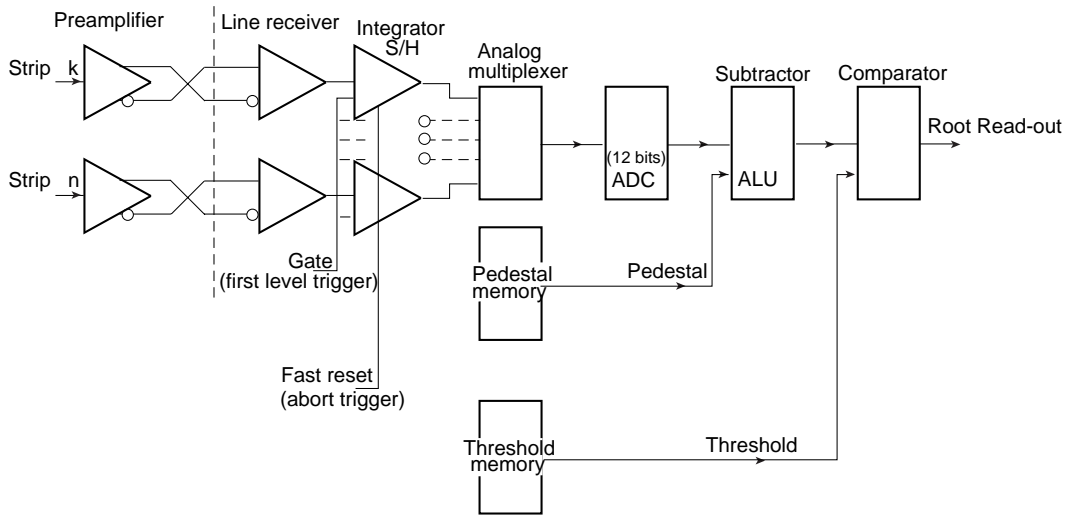 Preamplifier
Line receiver
Integrator
S/H
Analog
multiplexer
Subtractor
Comparator
Strip k
(12 bits)
ADC
ALU
Root Read-out
Strip n
Gate
(first level trigger)
Pedestal
memory
Pedestal
Fast reset
(abort trigger)
Threshold
memory
Threshold